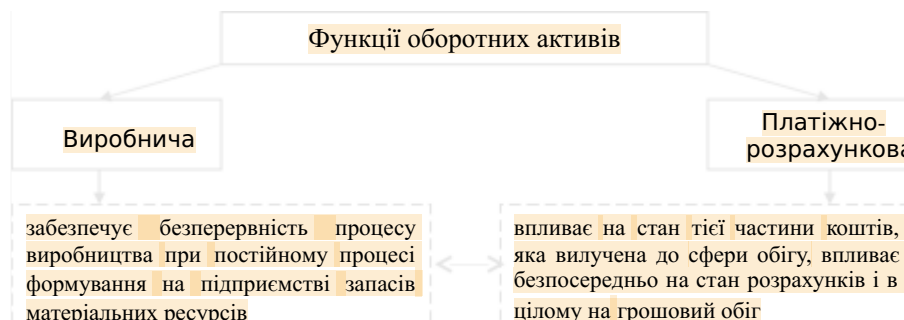 Функції оборотних активів
Виробнича
Платіжно-
розрахункова
забезпечує безперервність процесу
виробництва при постійному процесі
формування на підприємстві запасів
матеріальних ресурсів
впливає на стан тієї частини коштів,
яка вилучена до сфери обігу, впливає
безпосередньо на стан розрахунків і в
цілому на грошовий обіг